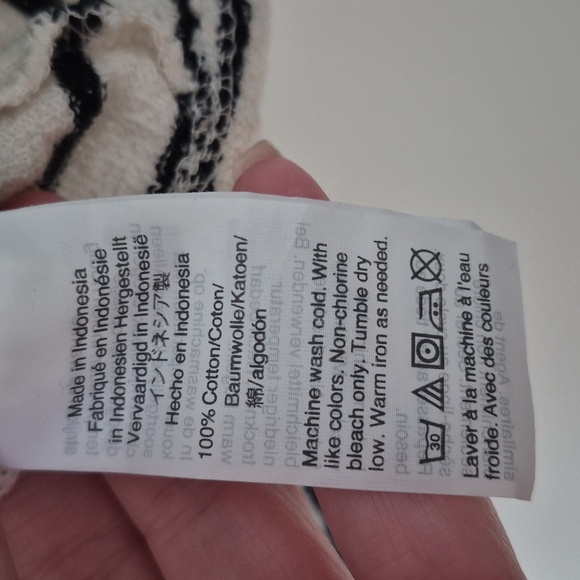 Made in Indonesia
Fabriqué en Indonésie
in Indonesien Hergestellt
Vervaardigd in Indonesië
インドネシア製
Hecho en Indonesia
100% Cotton/Coton/
Baumwolle/Katoen/
綿/algodón
Machine wash cold. With
like colors. Non-chlorine
bleach only. Tumble dry
low. Warm iron as needed.
30
Laver à la machine à l'eau
froide. Avec des couleurs